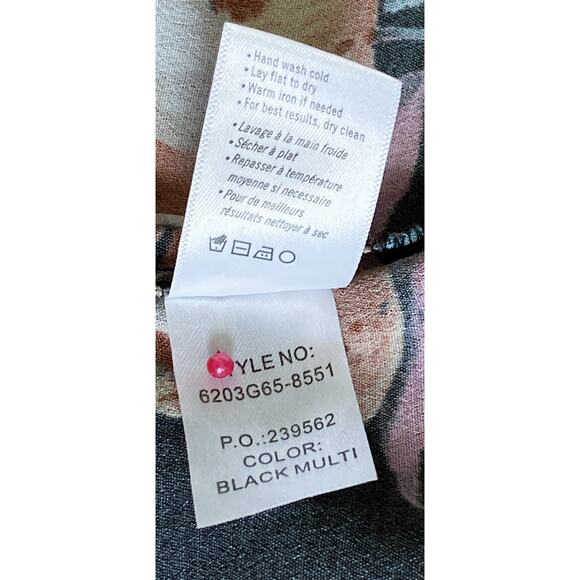 • Hand wash cold
• Lay flat to dry
• Warm iron if needed
• For best results, dry clean
• Lavage à la main froide
• Sécher à plat
• Repasser à température
moyenne si necessaire
• Pour de mailleurs
résultats nettoyer à sec
YLE NO:
6203G65-8551
P.O.:239562
COLOR:
BLACK MULTI